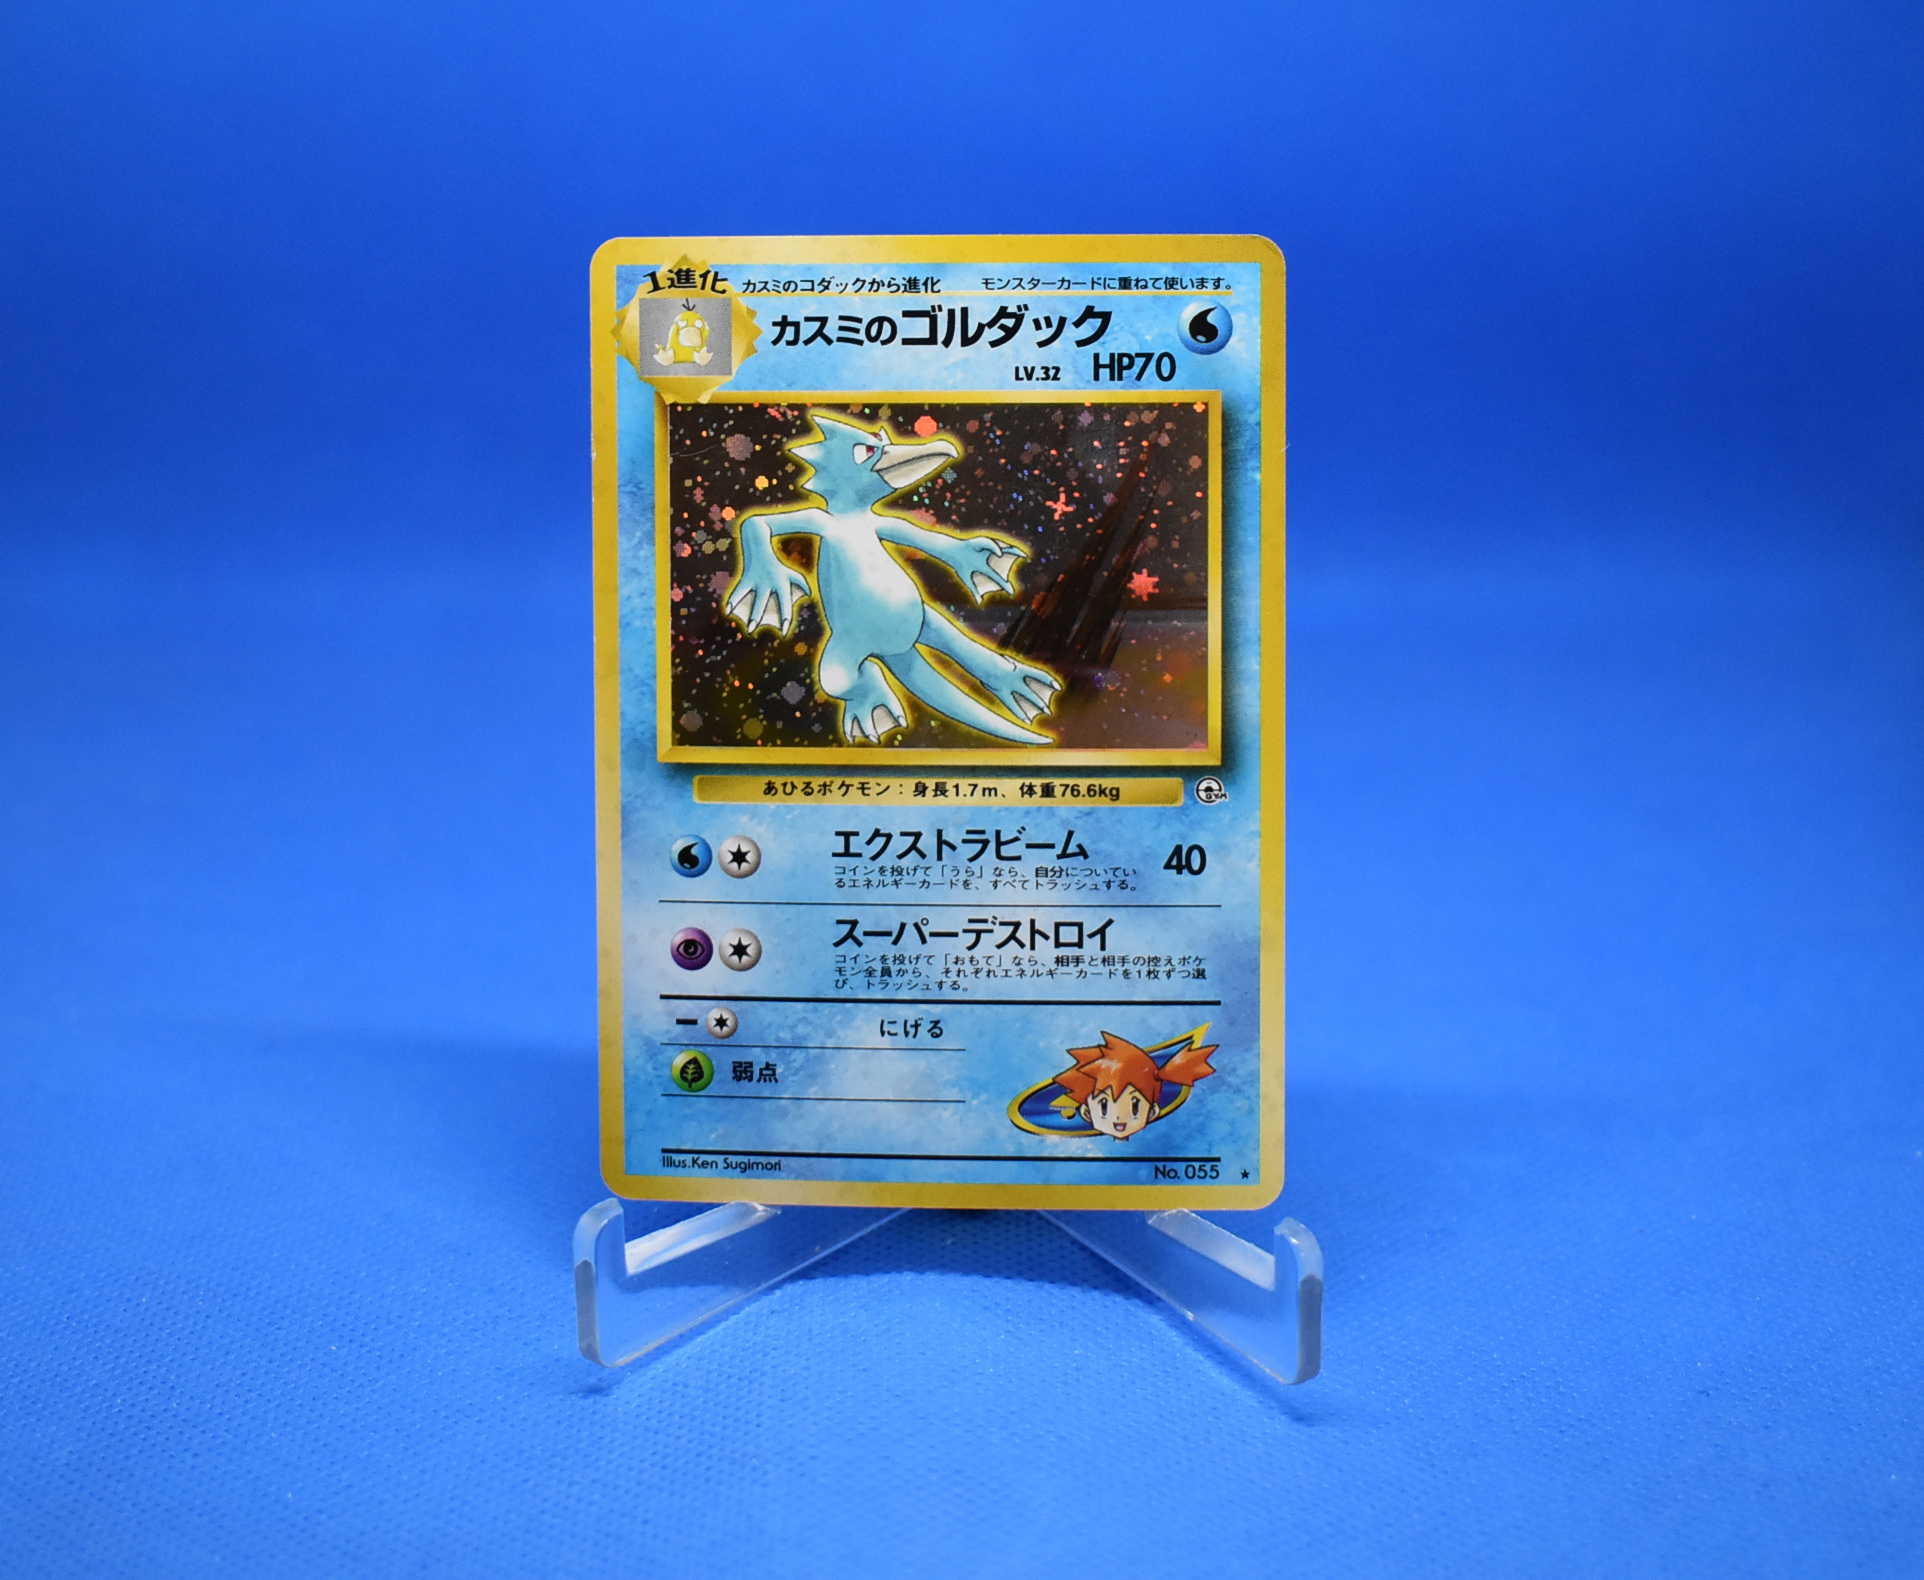 1進化 カスミのコダックから進化 モンスターカードに重ねて使います。
カスミのゴルダック
LV.32 HP70
あひるポケモン：身長1.7m、体重76.6kg
GYM
エクストラビーム 40
コインを投げて「うら」なら、自分についてい
るエネルギーカードを、すべてトラッシュする。
スーパーデストロイ
コインを投げて「おもて」なら、相手と相手の控えポケ
モン全員から、それぞれエネルギーカードを1枚ずつ選
び、トラッシュする。
ー にげる
弱点
Illus.Ken Sugimori No. 055 ★